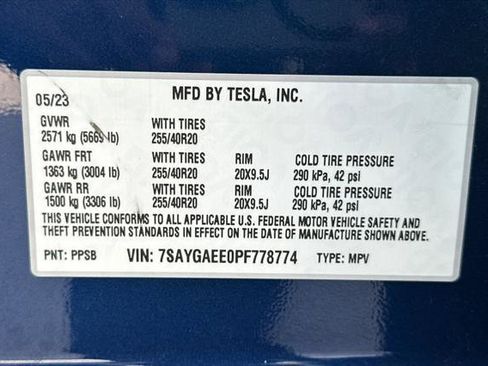 05/23 MFD BY TESLA, INC.
GVWR WITH TIRES
2571 kg (5669 lb) 255/40R20
GAWR FRT WITH TIRES RIM COLD TIRE PRESSURE
1363 kg (3004 lb) 255/40R20 20X9.5J 290 kPa, 42 psi
GAWR RR WITH TIRES RIM COLD TIRE PRESSURE
1500 kg (3306 lb) 255/40R20 20X9.5J 290 kPa, 42 psi
THIS VEHICLE CONFORMS TO ALL APPLICABLE U.S. FEDERAL MOTOR VEHICLE SAFETY AND
THEFT PREVENTION STANDARDS IN EFFECT ON THE DATE OF MANUFACTURE SHOWN ABOVE.
PNT: PPSB VIN: 7SAYGAEE0PF778774 TYPE: MPV